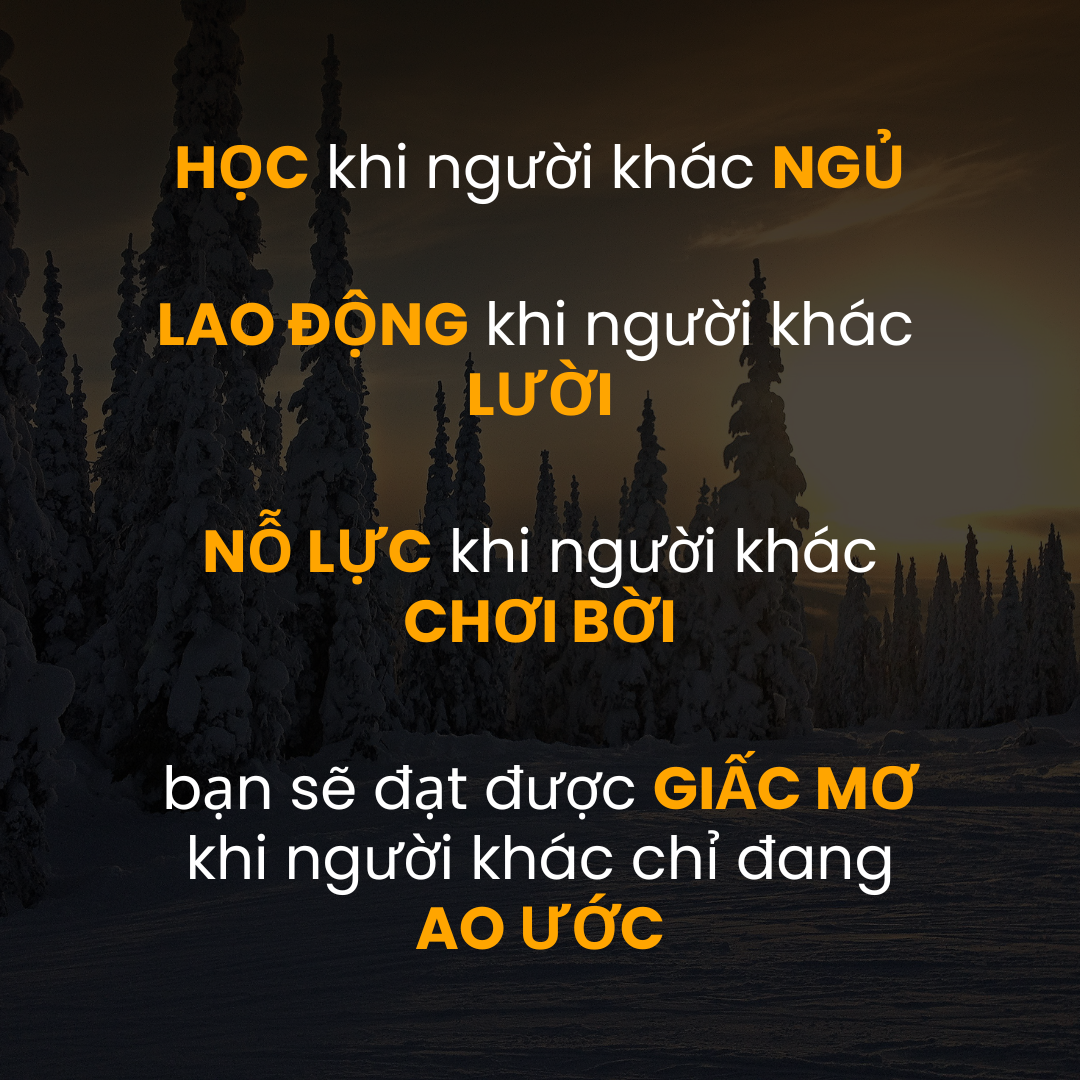 HỌC khi người khác NGỦ
LAO ĐỘNG khi người khác
LƯỜI
NỖ LỰC khi người khác
CHƠI BỜI
bạn sẽ đạt được GIẤC MƠ
khi người khác chỉ đang
AO ƯỚC